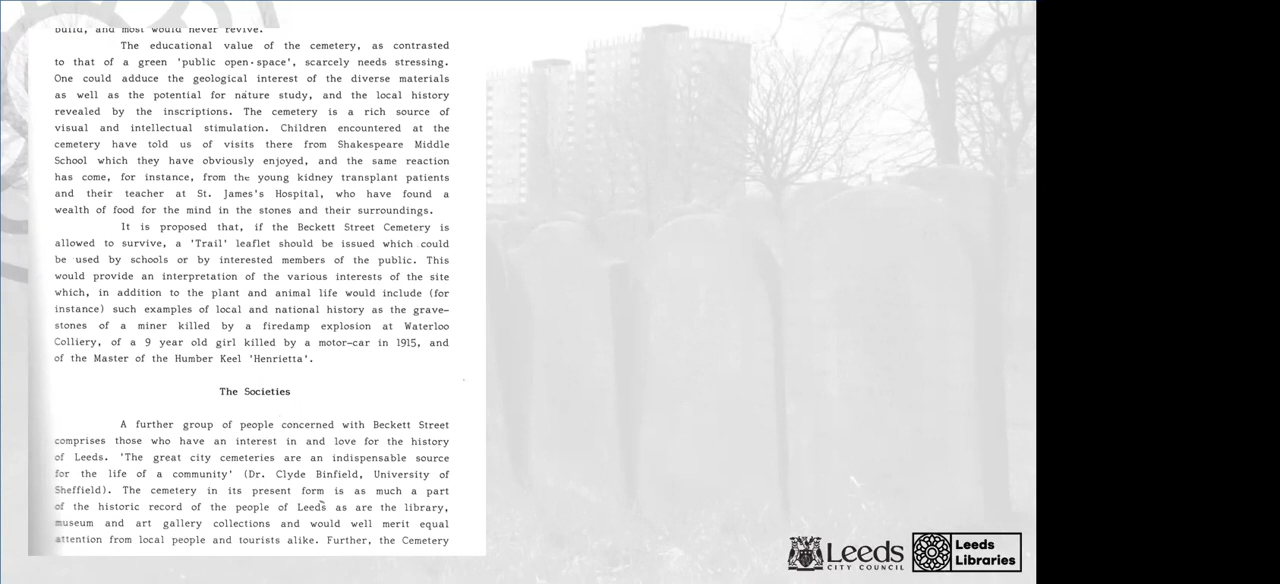 build, and most would never revive.
The educational value of the cemetery, as contrasted
to that of a green 'public open space', scarcely needs stressing.
One could adduce the geological interest of the diverse materials
as well as the potential for nature study, and the local history
revealed by the inscriptions. The cemetery is a rich source of
visual and intellectual stimulation. Children encountered at the
cemetery have told us of visits there from Shakespeare Middle
School which they have obviously enjoyed, and the same reaction
has come, for instance, from the young kidney transplant patients
and their teacher at St. James's Hospital, who have found a
wealth of food for the mind in the stones and their surroundings.
It is proposed that, if the Beckett Street Cemetery is
allowed to survive, a 'Trail' leaflet should be issued which could
be used by schools or by interested members of the public. This
would provide an interpretation of the various interests of the site
which, in addition to the plant and animal life would include (for
instance) such examples of local and national history as the grave-
stones of a miner killed by a firedamp explosion at Waterloo
Colliery, of a 9 year old girl killed by a motor-car in 1915, and
of the Master of the Humber Keel 'Henrietta'.
The Societies
A further group of people concerned with Beckett Street
comprises those who have an interest in and love for the history
of Leeds. 'The great city cemeteries are an indispensable source
for the life of a community' (Dr. Clyde Binfield, University of
Sheffield). The cemetery in its present form is as much a part
of the historic record of the people of Leeds as are the library,
museum and art gallery collections and would well merit equal
attention from local people and tourists alike. Further, the Cemetery
Leeds
CITY COUNCIL
Leeds
Libraries